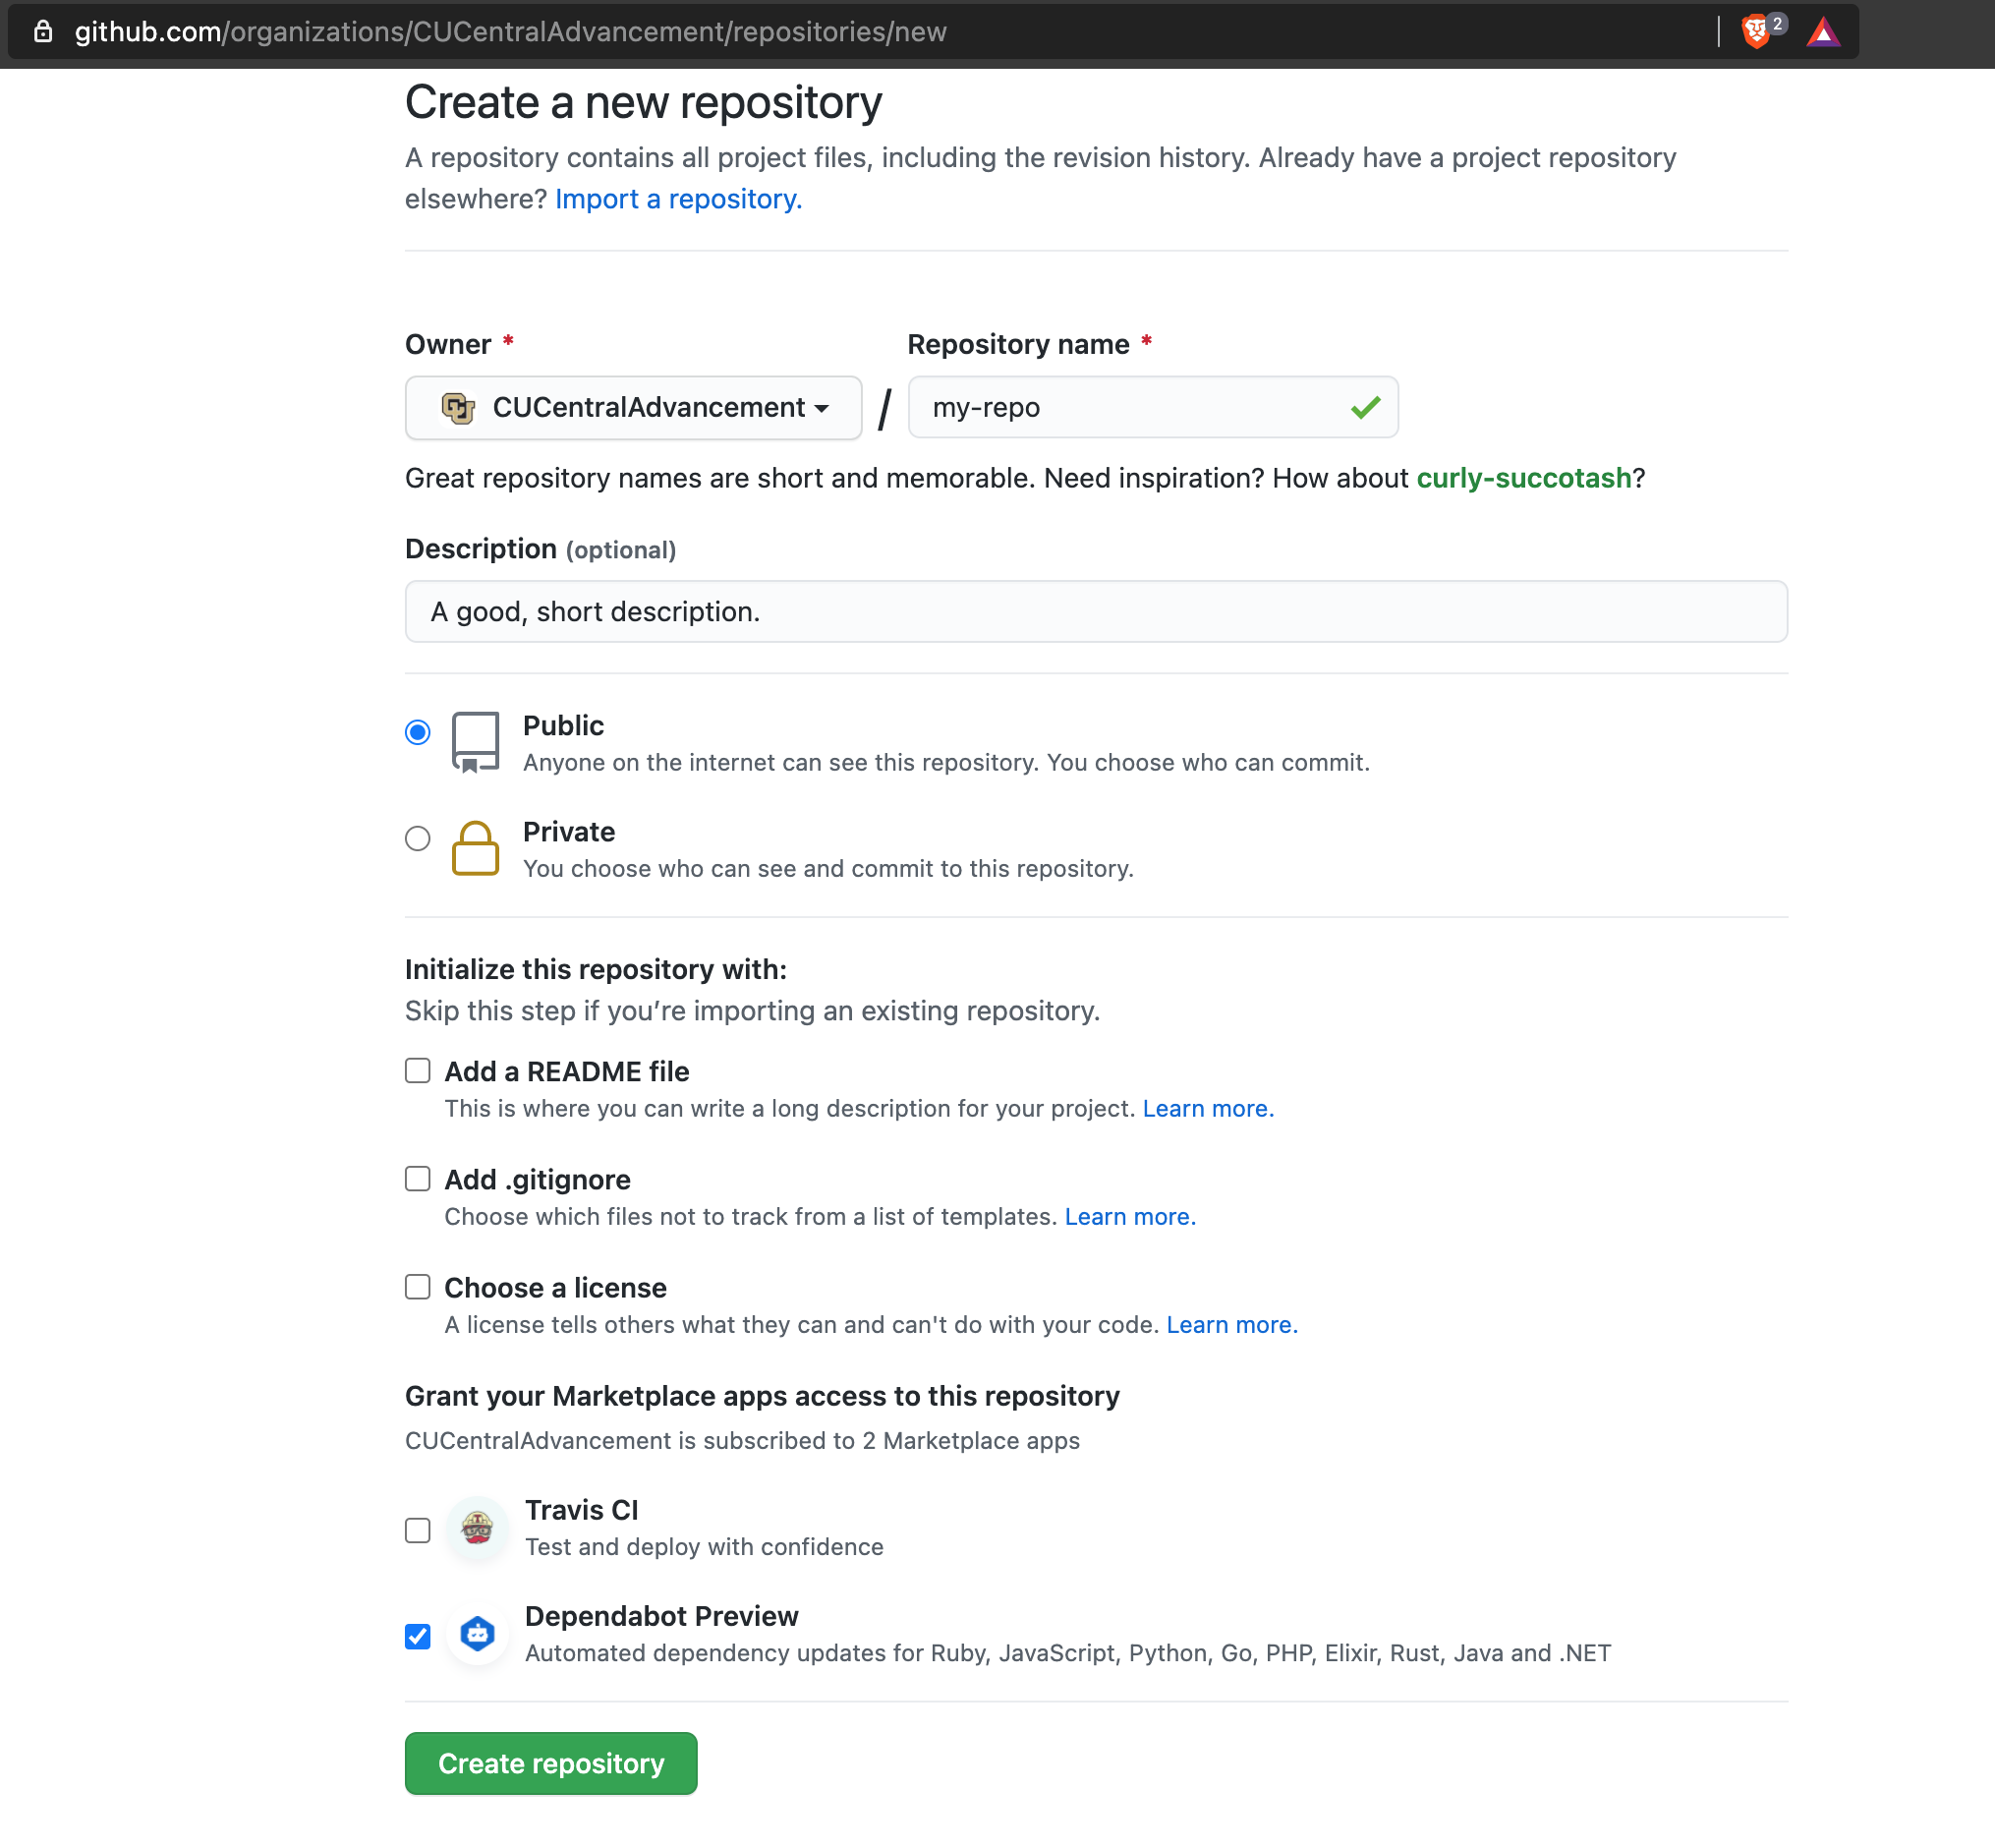 github.com/organizations/CUCentralAdvancement/repositories/new
2
Create a new repository
A repository contains all project files, including the revision history. Already have a project repository
elsewhere? Import a repository.
Owner *
Repository name *
CUCentralAdvancement
/
my-repo
Great repository names are short and memorable. Need inspiration? How about curly-succotash?
Description (optional)
A good, short description.
Public
Anyone on the internet can see this repository. You choose who can commit.
Private
You choose who can see and commit to this repository.
Initialize this repository with:
Skip this step if you’re importing an existing repository.
Add a README file
This is where you can write a long description for your project. Learn more.
Add .gitignore
Choose which files not to track from a list of templates. Learn more.
Choose a license
A license tells others what they can and can't do with your code. Learn more.
Grant your Marketplace apps access to this repository
CUCentralAdvancement is subscribed to 2 Marketplace apps
Travis CI
Test and deploy with confidence
Dependabot Preview
Automated dependency updates for Ruby, JavaScript, Python, Go, PHP, Elixir, Rust, Java and .NET
Create repository